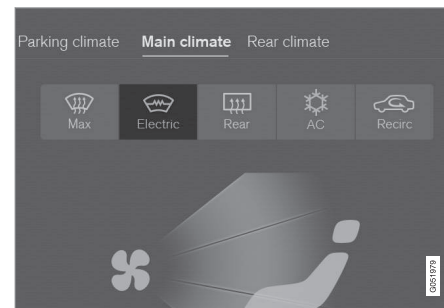 Parking climate Main climate Rear climate
Max Electric Rear AC Recirc
G051979